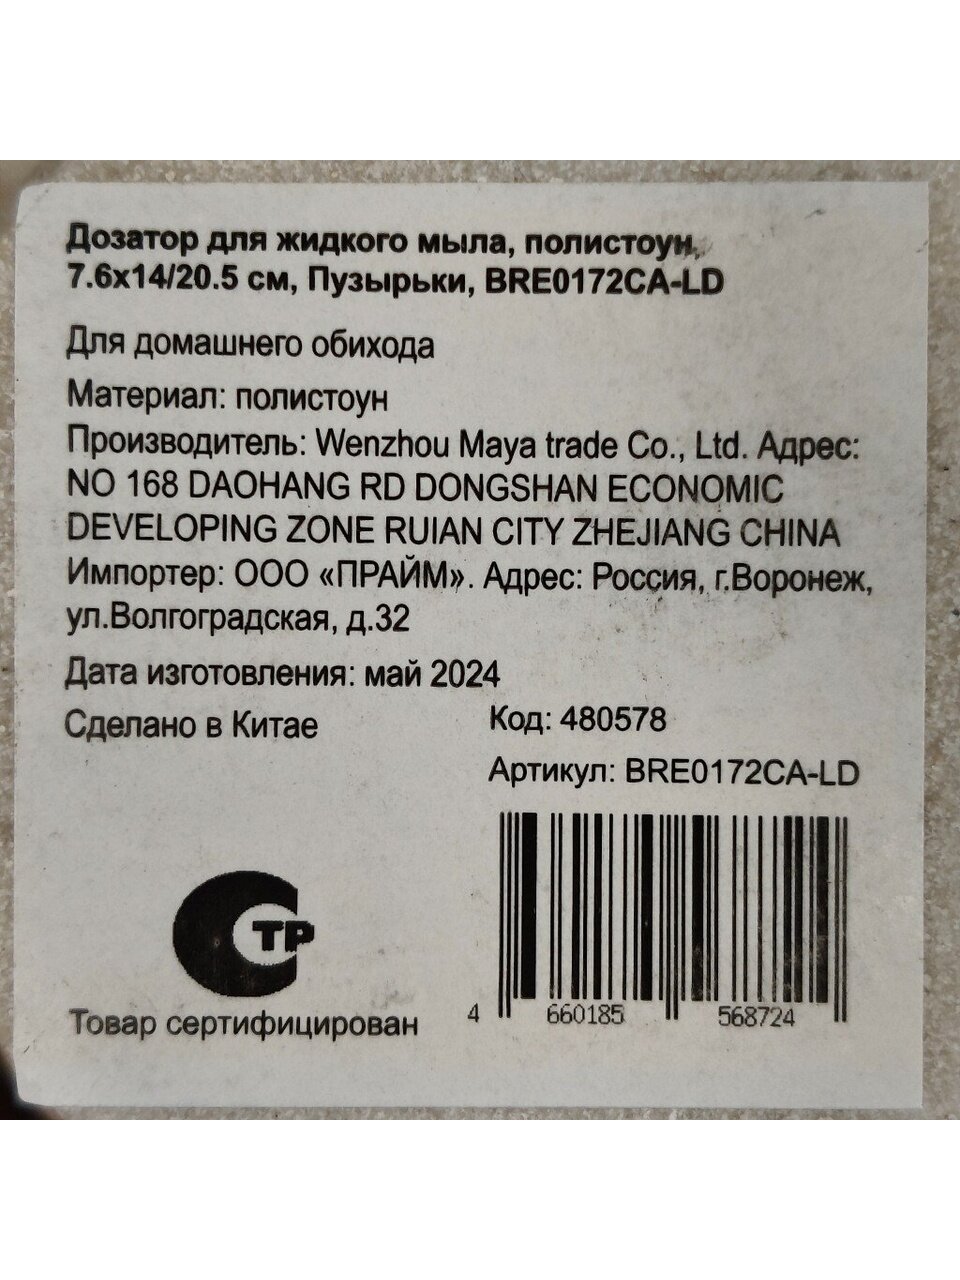 Дозатор для жидкого мыла, полистоун,
7.6x14/20.5 см, Пузырьки, BRE0172CA-LD
Для домашнего обихода
Материал: полистоун
Производитель: Wenzhou Maya trade Co., Ltd. Адрес:
NO 168 DAOHANG RD DONGSHAN ECONOMIC
DEVELOPING ZONE RUIAN CITY ZHEJIANG CHINA
Импортер: ООО «ПРАЙМ». Адрес: Россия, г.Воронеж,
ул.Волгоградская, д.32
Дата изготовления: май 2024
Сделано в Китае
Код: 480578
Артикул: BRE0172CA-LD
СТР
Товар сертифицирован
4 660185 568724